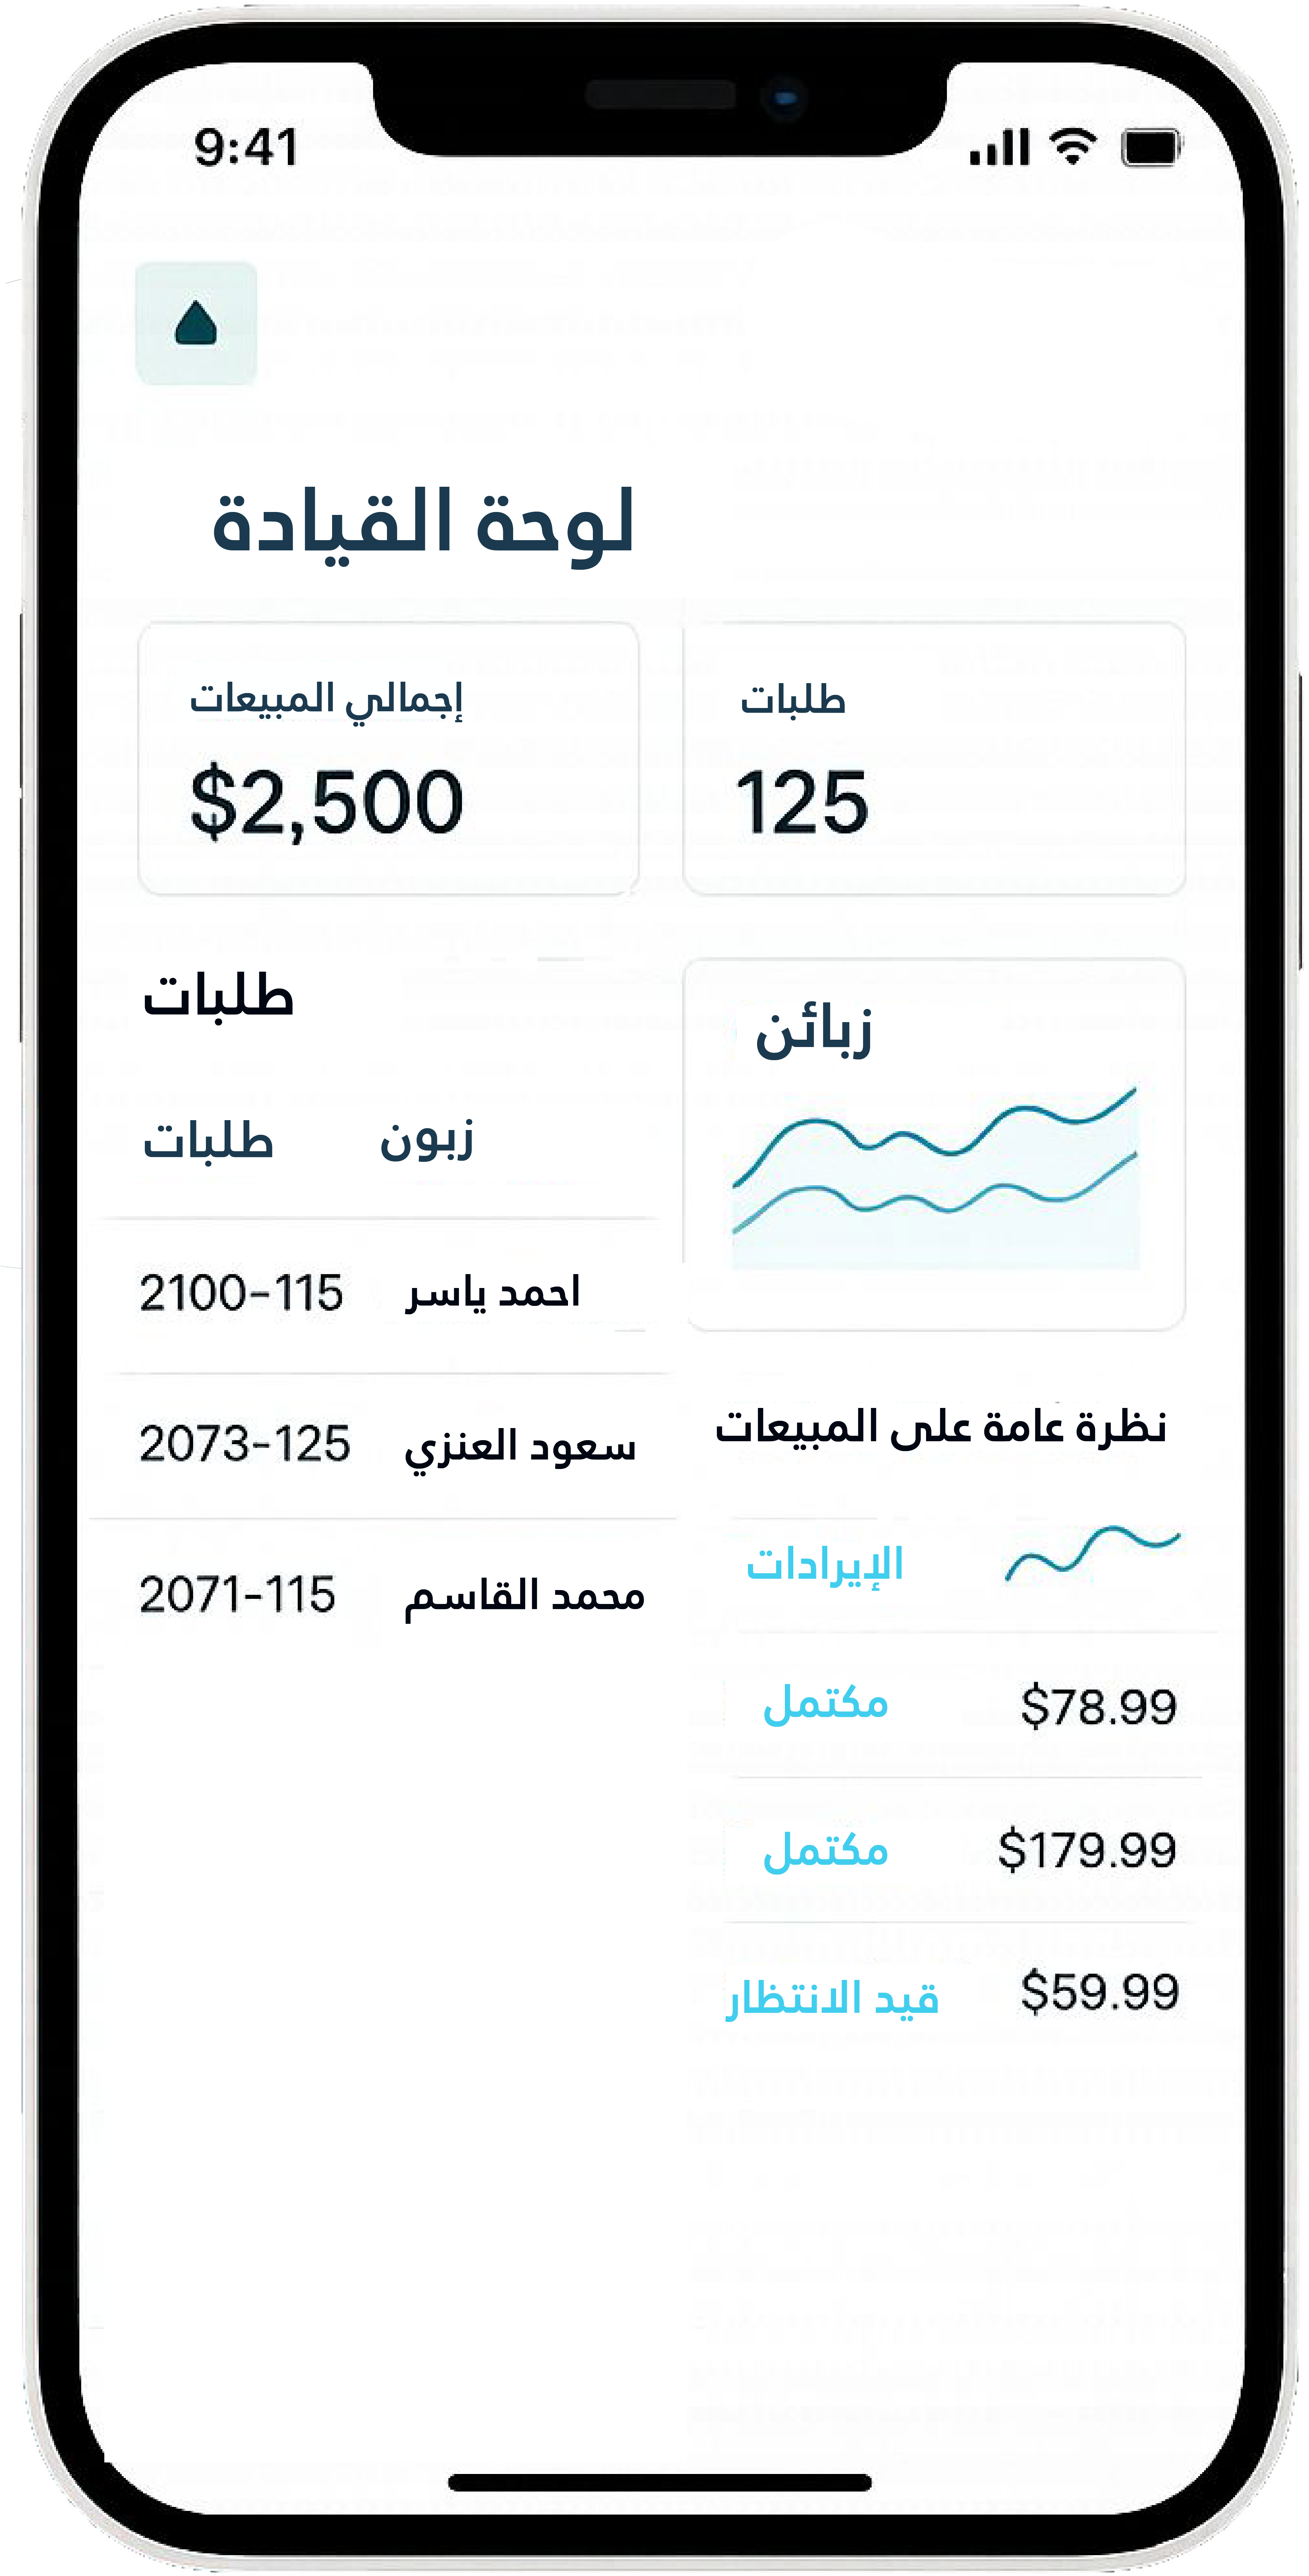 9:41
لوحة القيادة
إجمالي المبيعات
$2,500
طلبات
125
طلبات
طلبات
زبون
2100-115
احمد ياسر
2073-125
سعود العنزي
2071-115
محمد القاسم
زبائن
نظرة عامة على المبيعات
الإيرادات
مكتمل
$78.99
مكتمل
$179.99
قيد الانتظار
$59.99